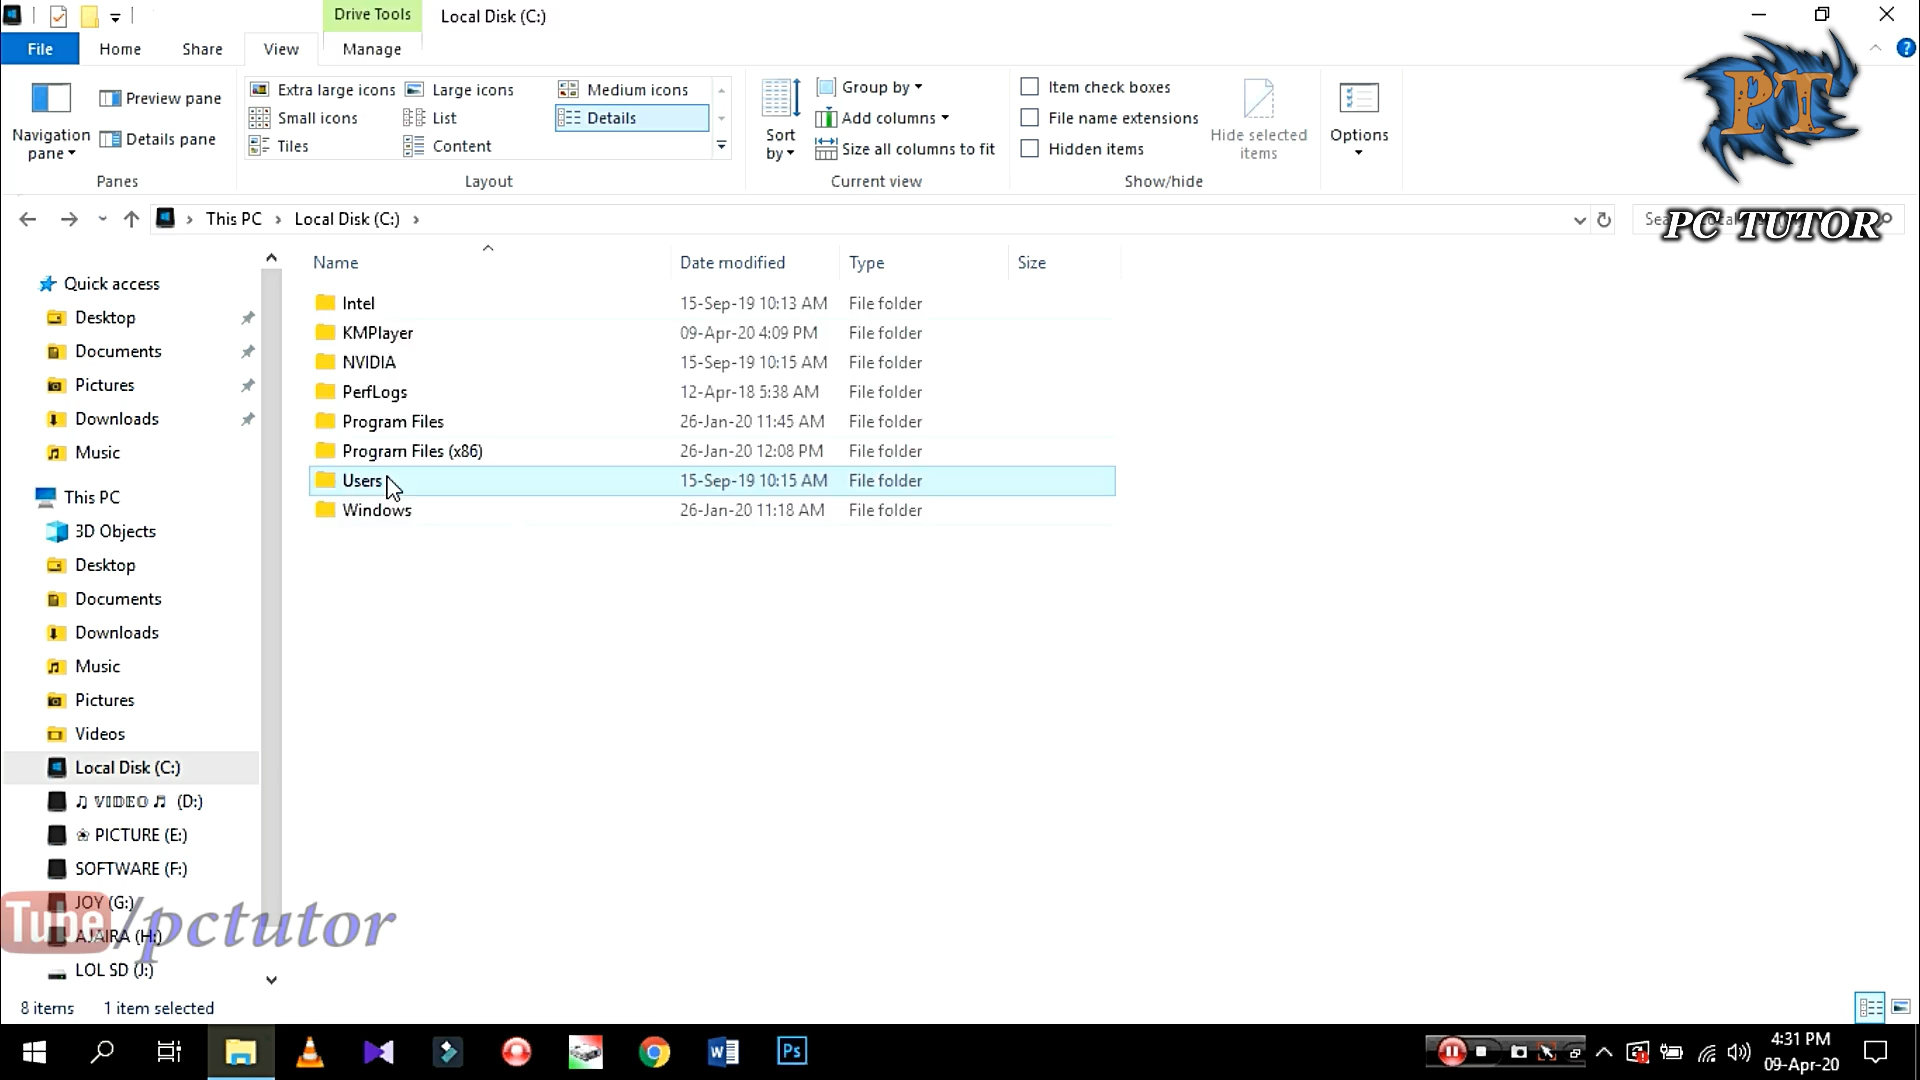 Drive Tools
Local Disk (C:)
File
Home
Share
View
Manage
Navigation pane
Preview pane
Details pane
Panes
Extra large icons
Large icons
Medium icons
Small icons
List
Details
Tiles
Content
Layout
Sort by
Group by
Add columns
Size all columns to fit
Current view
Item check boxes
File name extensions
Hidden items
Hide selected items
Show/hide
Options
PT
This PC > Local Disk (C:) >
PC TUTOR
Name
Date modified
Type
Size
Intel 15-Sep-19 10:13 AM File folder
KMPlayer 09-Apr-20 4:09 PM File folder
NVIDIA 15-Sep-19 10:15 AM File folder
PerfLogs 12-Apr-18 5:38 AM File folder
Program Files 26-Jan-20 11:45 AM File folder
Program Files (x86) 26-Jan-20 12:08 PM File folder
Users 15-Sep-19 10:15 AM File folder
Windows 26-Jan-20 11:18 AM File folder
Quick access
Desktop
Documents
Pictures
Downloads
Music
This PC
3D Objects
Desktop
Documents
Downloads
Music
Pictures
Videos
Local Disk (C:)
♫ 𝕍𝕀𝔻𝔼𝕆 ♬ (D:)
❀ PICTURE (E:)
SOFTWARE (F:)
JOY (G:)
AJAIRA (H:)
LOL SD (J:)
Tube/pctutor
8 items
1 item selected
Ps
4:31 PM
09-Apr-20